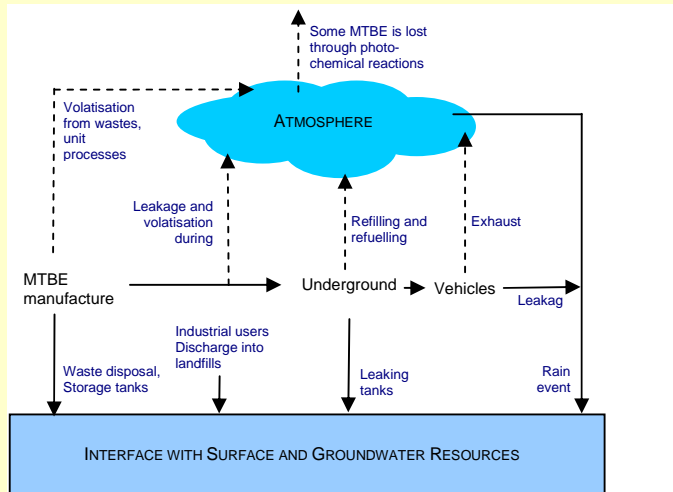 Some MTBE is lost
through photo-
chemical reactions
Volatisation
from wastes,
unit
processes
ATMOSPHERE
Leakage and
volatisation
during
Refilling and
refuelling
Exhaust
MTBE
manufacture
Underground
Vehicles
Leakag
Industrial users
Discharge into
landfills
Waste disposal,
Storage tanks
Leaking
tanks
Rain
event
INTERFACE WITH SURFACE AND GROUNDWATER RESOURCES